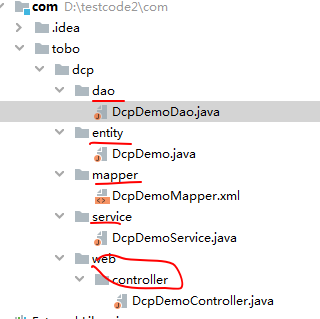 com D:\testcode2\com
.idea
tobo
dcp
dao
DcpDemoDao.java
entity
DcpDemo.java
mapper
DcpDemoMapper.xml
service
DcpDemoService.java
web
controller
DcpDemoController.java